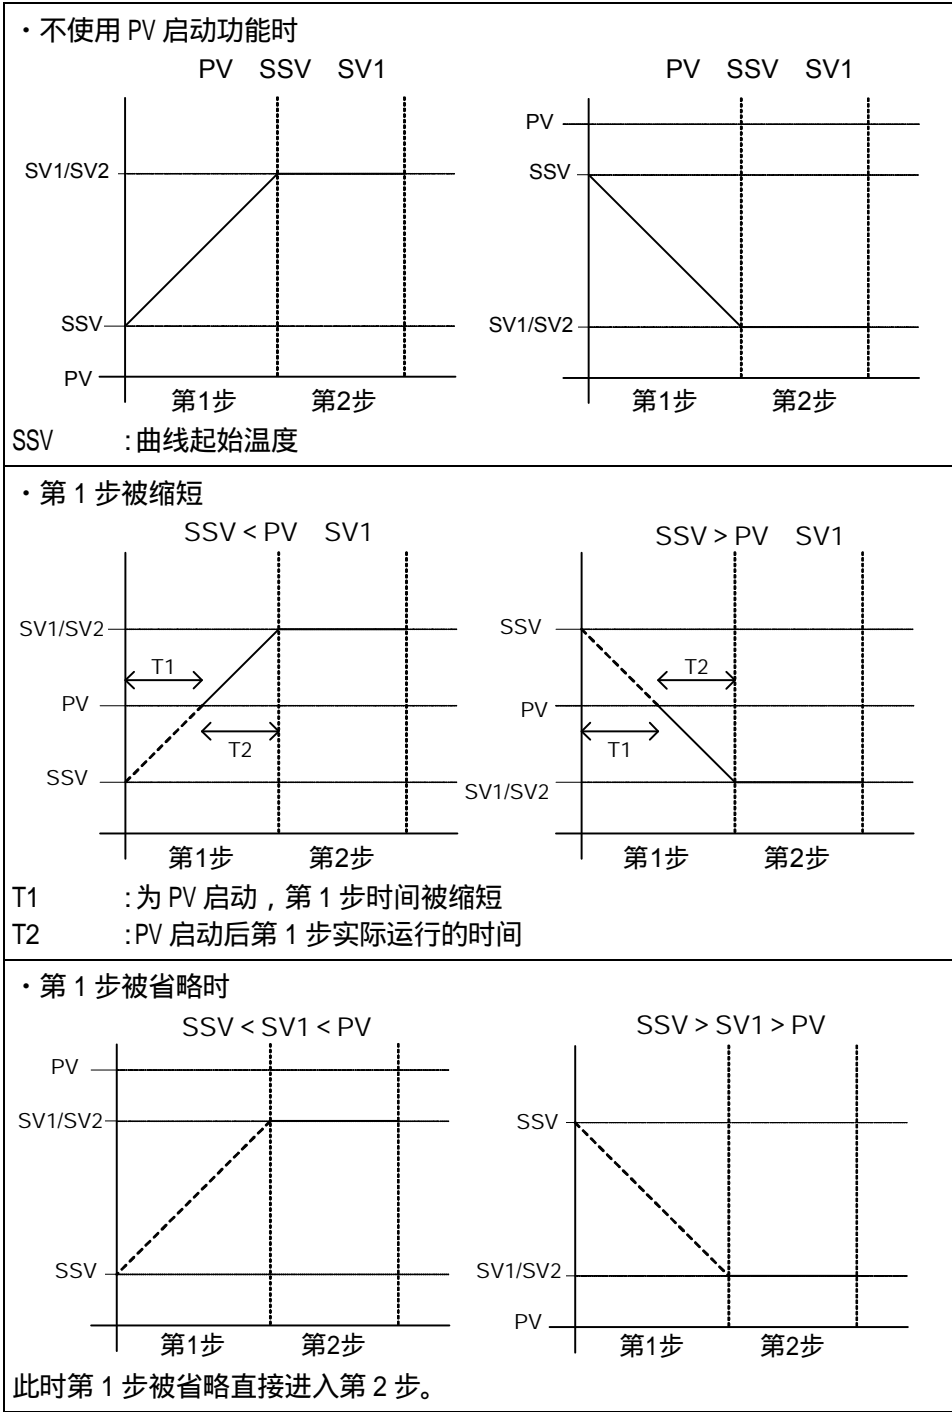 ・不使用 PV 启动功能时
PV SSV SV1
SV1/SV2
SSV
PV
第1步 第2步
PV SSV SV1
PV
SSV
SV1/SV2
第1步 第2步
SSV :曲线起始温度
・第 1 步被缩短
SSV < PV SV1
SV1/SV2
T1
PV
T2
SSV
第1步 第2步
SSV > PV SV1
SSV
T2
PV
T1
SV1/SV2
第1步 第2步
T1 :为 PV 启动，第 1 步时间被缩短
T2 :PV 启动后第 1 步实际运行的时间
・第 1 步被省略时
SSV < SV1 < PV
PV
SV1/SV2
SSV
第1步 第2步
SSV > SV1 > PV
SSV
SV1/SV2
PV
第1步 第2步
此时第 1 步被省略直接进入第 2 步。